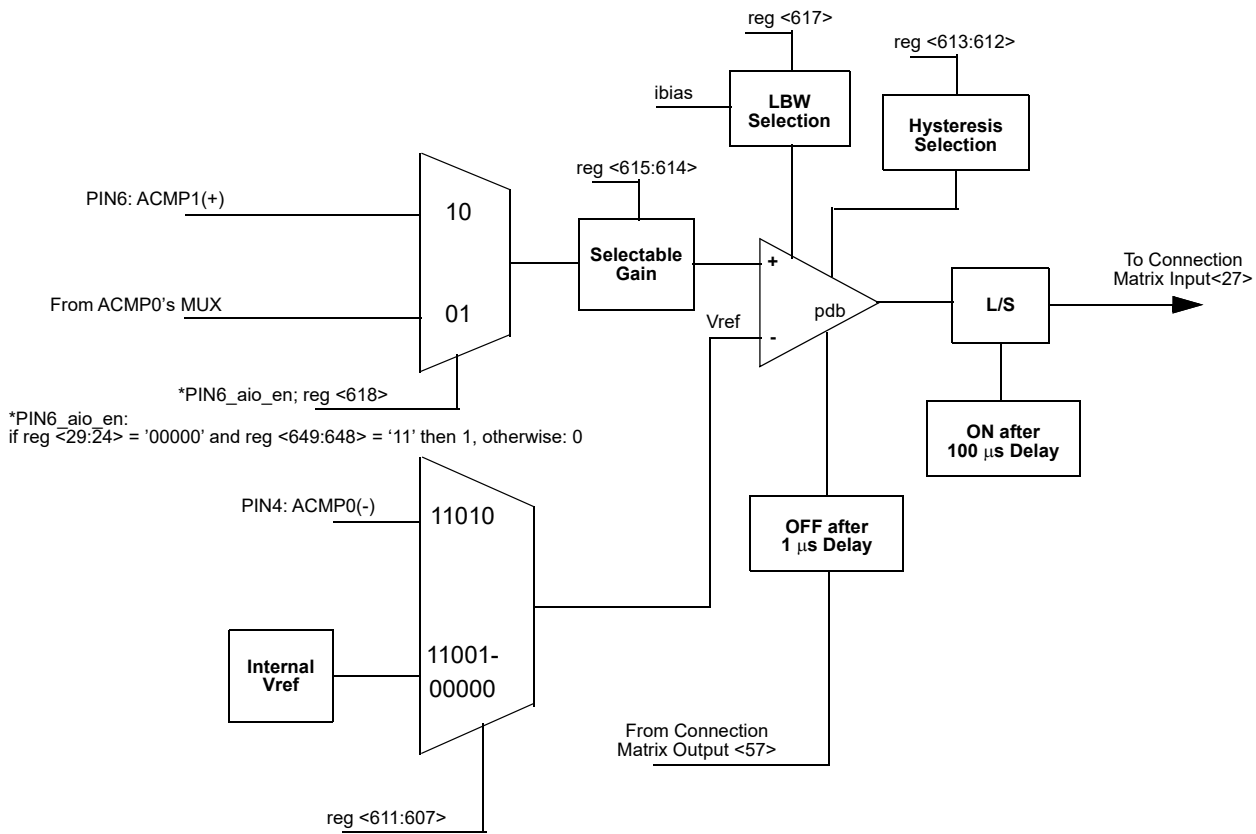 reg <617>
reg <613:612>
ibias
LBW
Selection
Hysteresis
Selection
reg <615:614>
PIN6: ACMP1(+)
10
Selectable
Gain
+
To Connection
Matrix Input<27>
From ACMP0’s MUX
01
Vref
pdb
-
L/S
*PIN6_aio_en; reg <618>
*PIN6_aio_en:
if reg <29:24> = ’00000’ and reg <649:648> = ‘11’ then 1, otherwise: 0
ON after
100 μs Delay
PIN4: ACMP0(-)
11010
OFF after
1 μs Delay
Internal
Vref
11001-
00000
From Connection
Matrix Output <57>
reg <611:607>